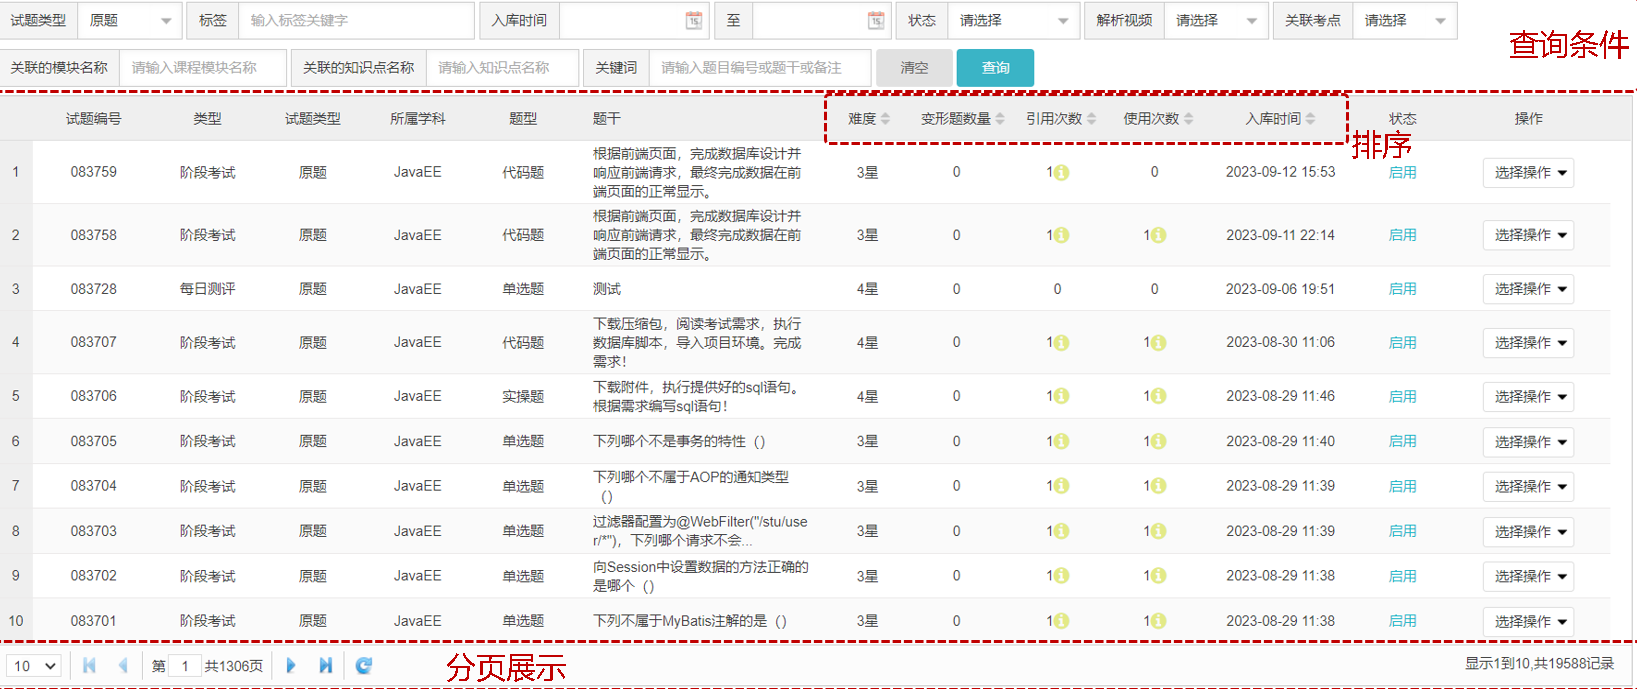 试题类型 原题 标签 输入标签关键字 入库时间 15 至 15 状态 请选择 解析视频 请选择 关联考点 请选择
查询条件
关联的模块名称 请输入课程模块名称 关联的知识点名称 请输入知识点名称 关键词 请输入题目编号或题干或备注 清空 查询
试题编号 类型 试题类型 所属学科 题型 题干 难度 变形题数量 引用次数 使用次数 入库时间 状态 操作
排序
1 083759 阶段考试 原题 JavaEE 代码题 根据前端页面，完成数据库设计并
响应前端请求，最终完成数据在前
端页面的正常显示。 3星 0 1 0 2023-09-12 15:53 启用 选择操作
2 083758 阶段考试 原题 JavaEE 代码题 根据前端页面，完成数据库设计并
响应前端请求，最终完成数据在前
端页面的正常显示。 3星 0 1 1 2023-09-11 22:14 启用 选择操作
3 083728 每日测评 原题 JavaEE 单选题 测试 4星 0 0 0 2023-09-06 19:51 启用 选择操作
4 083707 阶段考试 原题 JavaEE 代码题 下载压缩包，阅读考试需求，执行
数据库脚本，导入项目环境。完成
需求！ 4星 0 1 1 2023-08-30 11:06 启用 选择操作
5 083706 阶段考试 原题 JavaEE 实操题 下载附件，执行提供好的sql语句。
根据需求编写sql语句！ 4星 0 1 1 2023-08-29 11:46 启用 选择操作
6 083705 阶段考试 原题 JavaEE 单选题 下列哪个不是事务的特性（） 3星 0 1 1 2023-08-29 11:40 启用 选择操作
7 083704 阶段考试 原题 JavaEE 单选题 下列哪个不属于AOP的通知类型
（） 3星 0 1 1 2023-08-29 11:39 启用 选择操作
8 083703 阶段考试 原题 JavaEE 单选题 过滤器配置为@WebFilter("/stu/use
r/*")，下列哪个请求不会... 3星 0 1 1 2023-08-29 11:39 启用 选择操作
9 083702 阶段考试 原题 JavaEE 单选题 向Session中设置数据的方法正确的
是哪个（） 3星 0 1 1 2023-08-29 11:38 启用 选择操作
10 083701 阶段考试 原题 JavaEE 单选题 下列不属于MyBatis注解的是（） 3星 0 1 1 2023-08-29 11:38 启用 选择操作
10 第 1 共1306页 分页展示 显示1到10,共19588记录